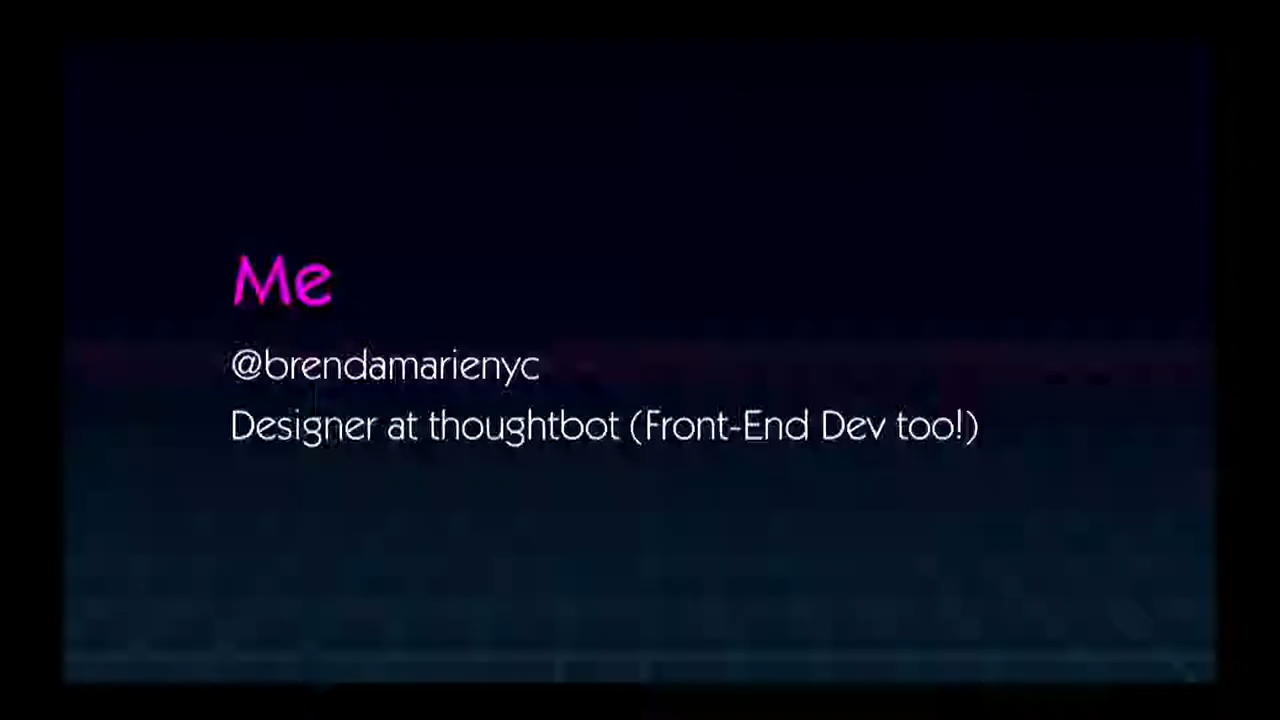 Me
@brendamarienyc
Designer at thoughtbot (Front-End Dev too!)